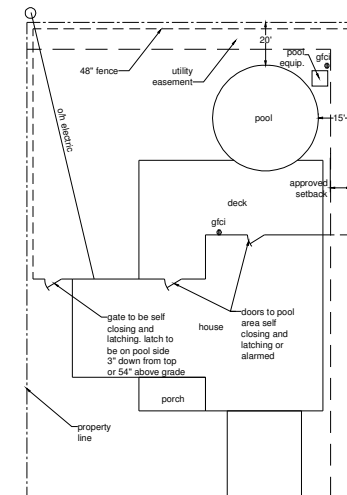 20'
48" fence
utility
easement
pool
equip.
gfci
o/h electric
pool
15'-
approved
setback
deck
gfci
gate to be self
closing and
latching. latch to
be on pool side
3" down from top
or 54" above grade
house
doors to pool
area self
closing and
latching or
alarmed
porch
property
line